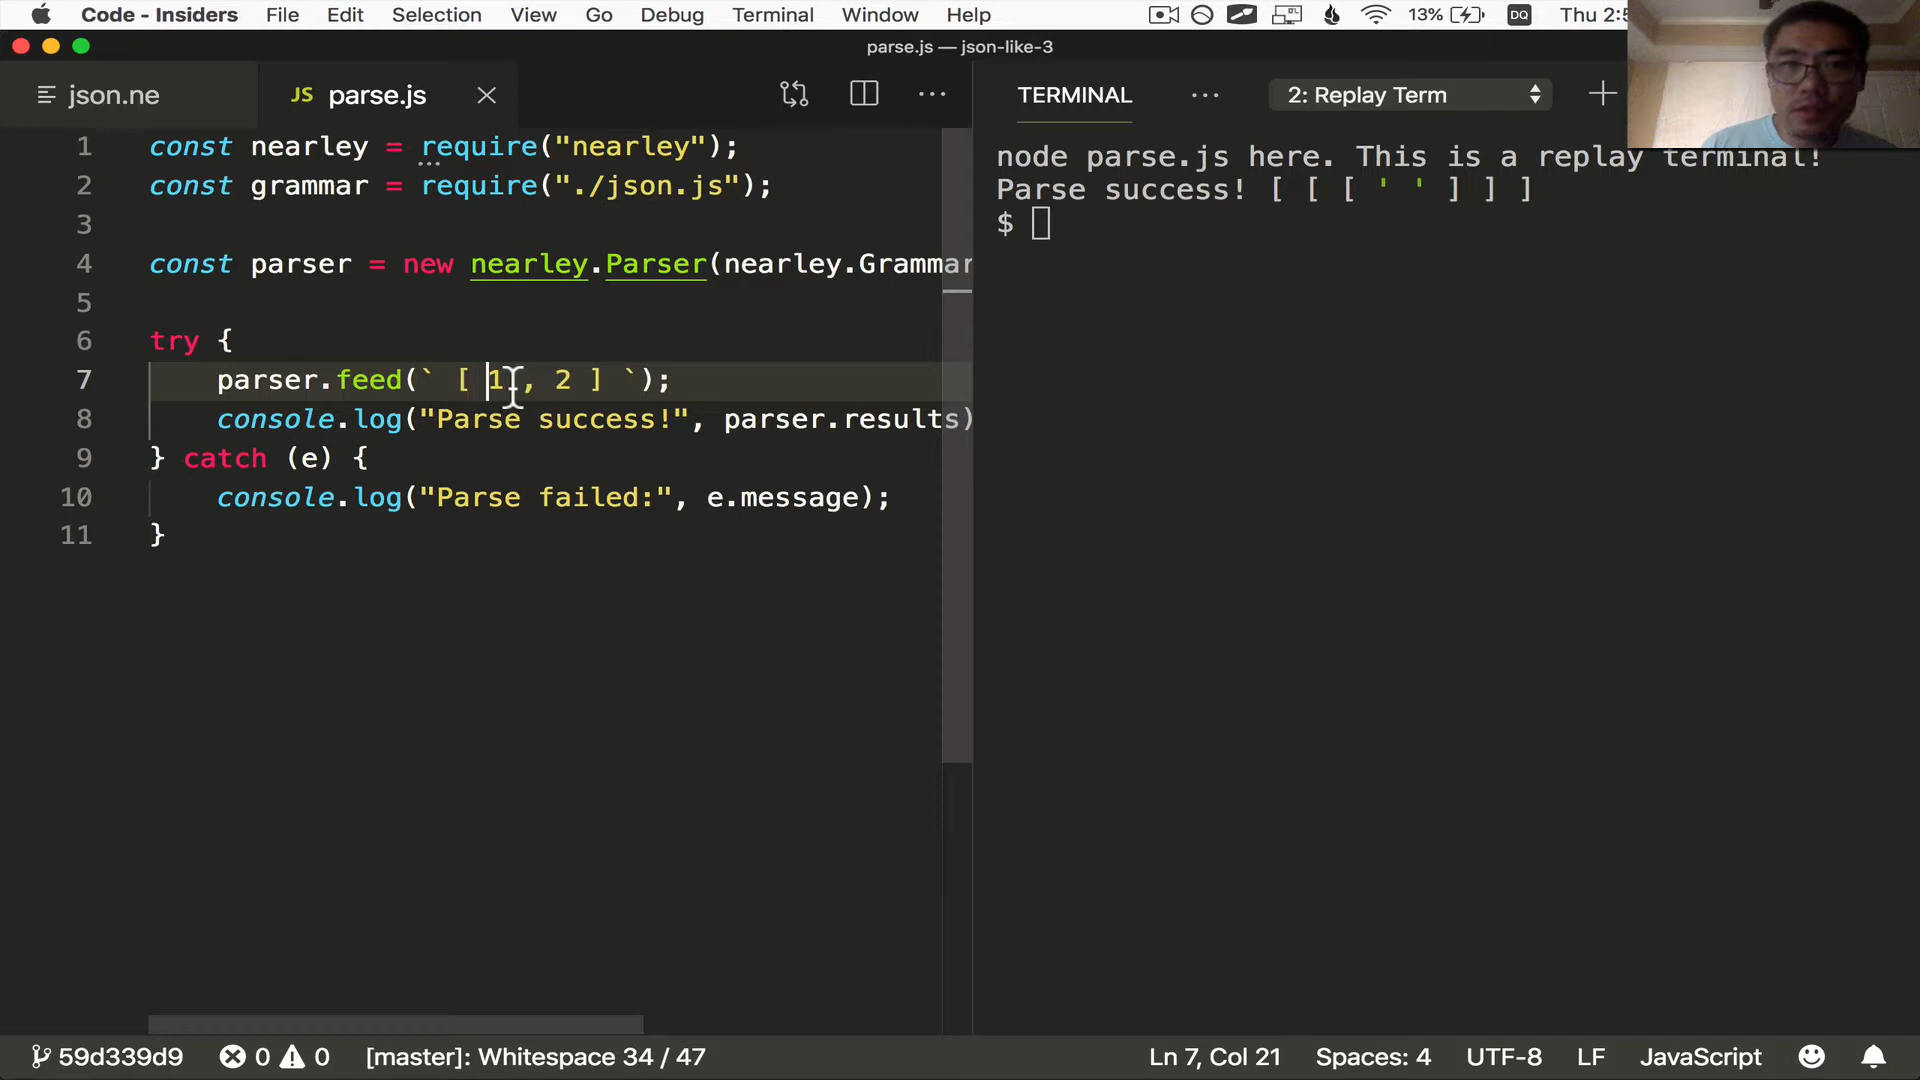 Code - Insiders File Edit Selection View Go Debug Terminal Window Help 13% DQ Thu
parse.js — json-like-3
json.ne JS parse.js
TERMINAL ··· 2: Replay Term
1 const nearley = require("nearley");
2 const grammar = require("./json.js");
3
4 const parser = new nearley.Parser(nearley.Grammar
5
6 try {
7 parser.feed(` [ 1 , 2 ] `);
8 console.log("Parse success!", parser.results)
9 } catch (e) {
10 console.log("Parse failed:", e.message);
11 }
node parse.js here. This is a replay terminal!
Parse success! [ [ [ ' ' ] ] ]
$
59d339d9 0 0 [master]: Whitespace 34 / 47 Ln 7, Col 21 Spaces: 4 UTF-8 LF JavaScript